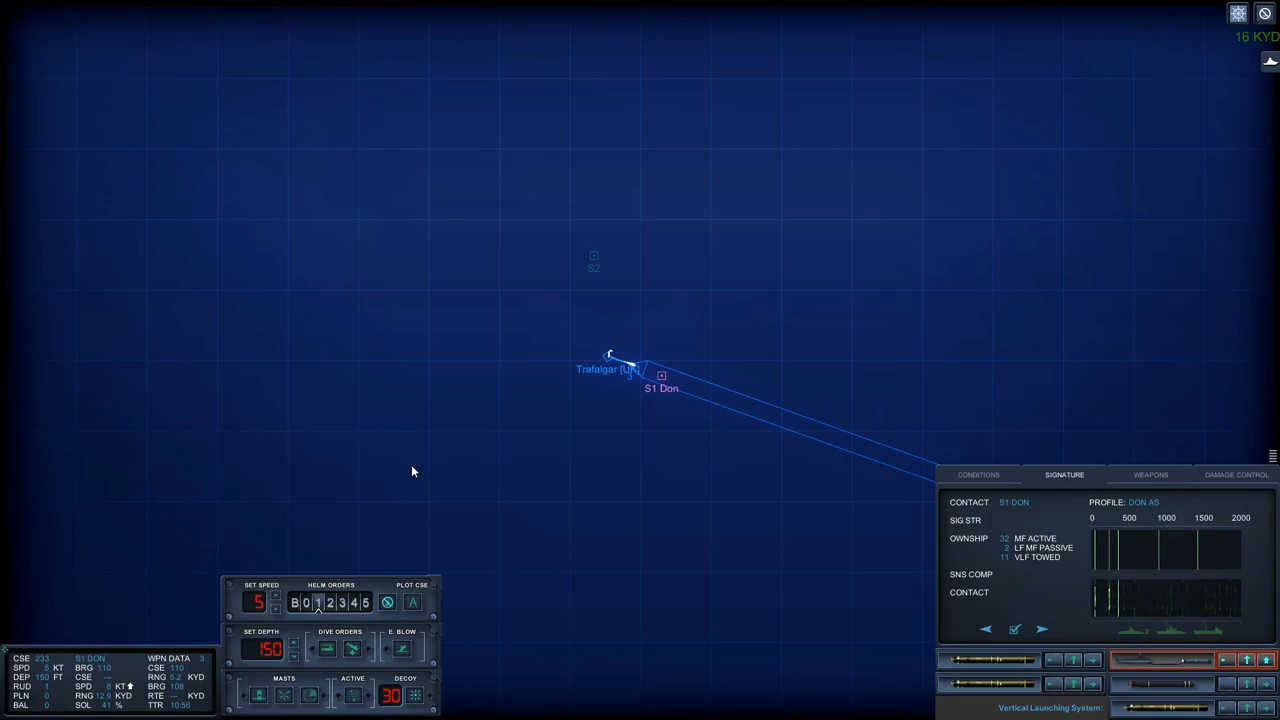 16 KYD
S2
Trafalgar [UK]
S1 Don
CONDITIONS SIGNATURE WEAPONS DAMAGE CONTROL
CONTACT S1 DON PROFILE: DON AS
SIG STR 0 500 1000 1500 2000
OWNSHIP 32 MF ACTIVE
2 LF MF PASSIVE
11 VLF TOWED
SNS COMP
CONTACT
SET SPEED HELM ORDERS PLOT CSE
5 B 0 1 2 3 4 5
SET DEPTH DIVE ORDERS E. BLOW
150
MASTS ACTIVE DECOY
30
CSE 233 S1 DON WPN DATA 3
SPD 5 KT BRG 110 CSE 110
DEP 150 FT CSE --- RNG 5.2 KYD
RUD 1 SPD 8 KT BRG 108
PLN 0 RNG 12.9 KYD RTE --- KYD
BAL 0 SOL 41 % TTR 10:56
Vertical Launching System: